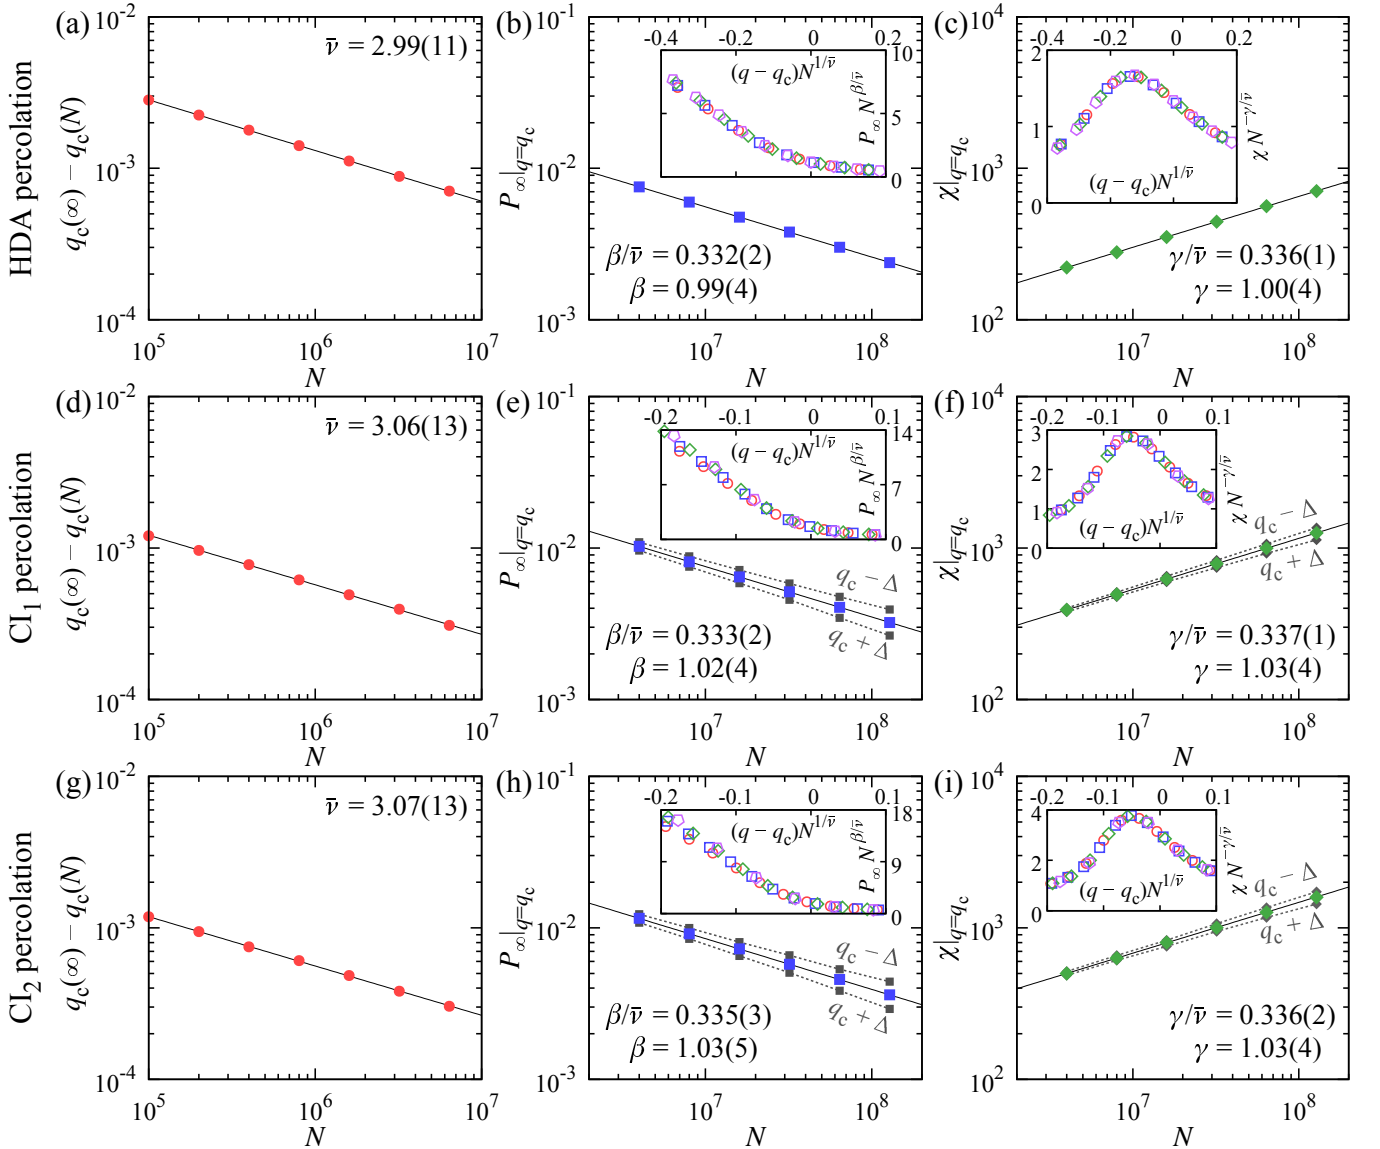 HDA percolation
(a)
ν̄ = 2.99(11)
q_c(∞) − q_c(N)
10^-2
10^-3
10^-4
10^5 10^6 10^7
N
(b)
P_∞|_{q=q_c}
10^-1
10^-2
10^-3
10^7 10^8
N
β/ν̄ = 0.332(2)
β = 0.99(4)
-0.4 -0.2 0 0.2
(q − q_c)N^{1/ν̄}
P_∞ N^{β/ν̄}
10
5
0
(c)
χ|_{q=q_c}
10^4
10^3
10^2
10^7 10^8
N
γ/ν̄ = 0.336(1)
γ = 1.00(4)
-0.4 -0.2 0 0.2
2
1
0
(q − q_c)N^{1/ν̄}
χ N^{−γ/ν̄}
CI_1 percolation
(d)
ν̄ = 3.06(13)
q_c(∞) − q_c(N)
10^-2
10^-3
10^-4
10^5 10^6 10^7
N
(e)
P_∞|_{q=q_c}
10^-1
10^-2
10^-3
10^7 10^8
N
q_c − Δ
q_c + Δ
β/ν̄ = 0.333(2)
β = 1.02(4)
-0.2 -0.1 0 0.1
(q − q_c)N^{1/ν̄}
P_∞ N^{β/ν̄}
14
7
0
(f)
χ|_{q=q_c}
10^4
10^3
10^2
10^7 10^8
N
q_c − Δ
q_c + Δ
γ/ν̄ = 0.337(1)
γ = 1.03(4)
-0.2 -0.1 0 0.1
3
2
1
0
(q − q_c)N^{1/ν̄}
χ N^{−γ/ν̄}
CI_2 percolation
(g)
ν̄ = 3.07(13)
q_c(∞) − q_c(N)
10^-2
10^-3
10^-4
10^5 10^6 10^7
N
(h)
P_∞|_{q=q_c}
10^-1
10^-2
10^-3
10^7 10^8
N
q_c − Δ
q_c + Δ
β/ν̄ = 0.335(3)
β = 1.03(5)
-0.2 -0.1 0 0.1
(q − q_c)N^{1/ν̄}
P_∞ N^{β/ν̄}
18
9
0
(i)
χ|_{q=q_c}
10^4
10^3
10^2
10^7 10^8
N
q_c − Δ
q_c + Δ
γ/ν̄ = 0.336(2)
γ = 1.03(4)
-0.2 -0.1 0 0.1
4
2
0
(q − q_c)N^{1/ν̄}
χ N^{−γ/ν̄}